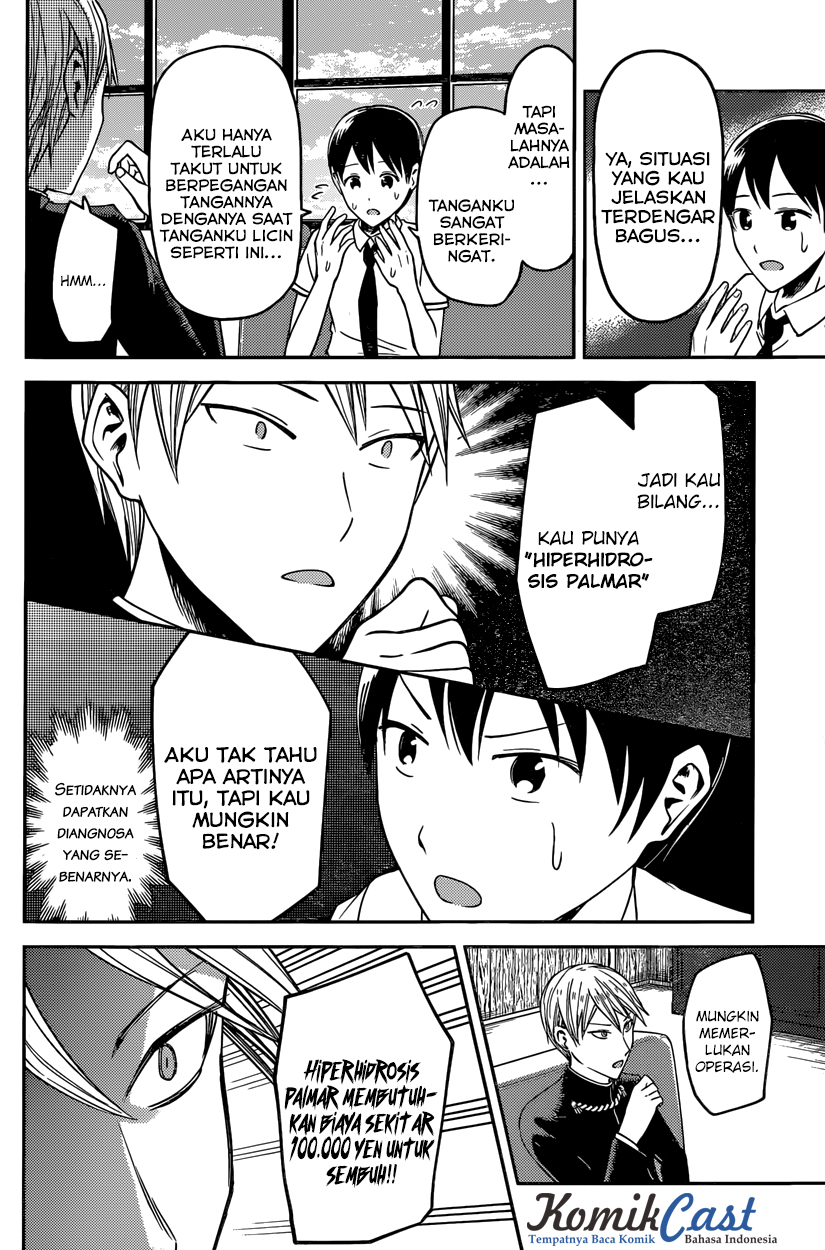 YA, SITUASI
YANG KAU
JELASKAN
TERDENGAR
BAGUS...
TAPI
MASA-
LAHNYA
ADALAH
...
TANGANKU
SANGAT
BERKERI-
NGAT.
AKU HANYA
TERLALU
TAKUT UNTUK
BERPEGANGAN
TANGANNYA
DENGANYA SAAT
TANGANKU LICIN
SEPERTI INI...
HMM...
JADI KAU
BILANG...
KAU PUNYA
"HIPERHIDRO-
SIS PALMAR"
AKU TAK TAHU
APA ARTINYA
ITU, TAPI KAU
MUNGKIN
BENAR!
SETIDAKNYA
DAPATKAN
DIANGNOSA
YANG SE-
BENARNYA.
MUNGKIN
MEMER-
LUKAN
OPERASI.
HIPERHIDROSIS
PALMAR MEMBUTUH-
KAN BIAYA SEKITAR
100.000 YEN UNTUK
SEMBUH!!
KomikCast
Tempatnya Baca Komik Bahasa Indonesia